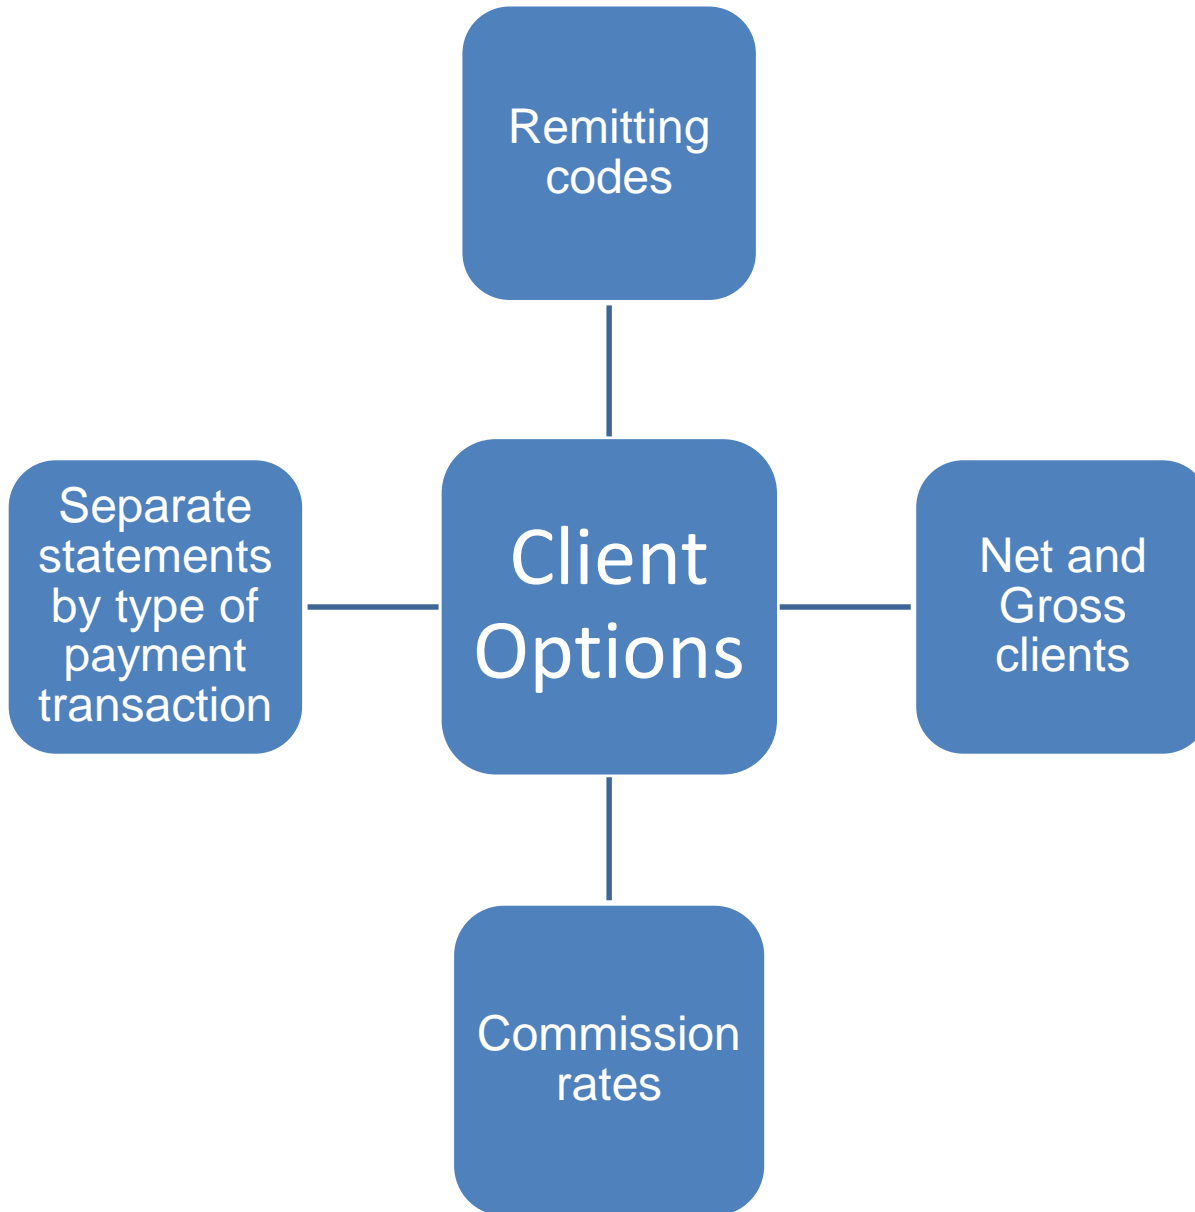 Remitting
codes
Separate
statements
by type of
payment
transaction
Client
Options
Net and
Gross
clients
Commission
rates